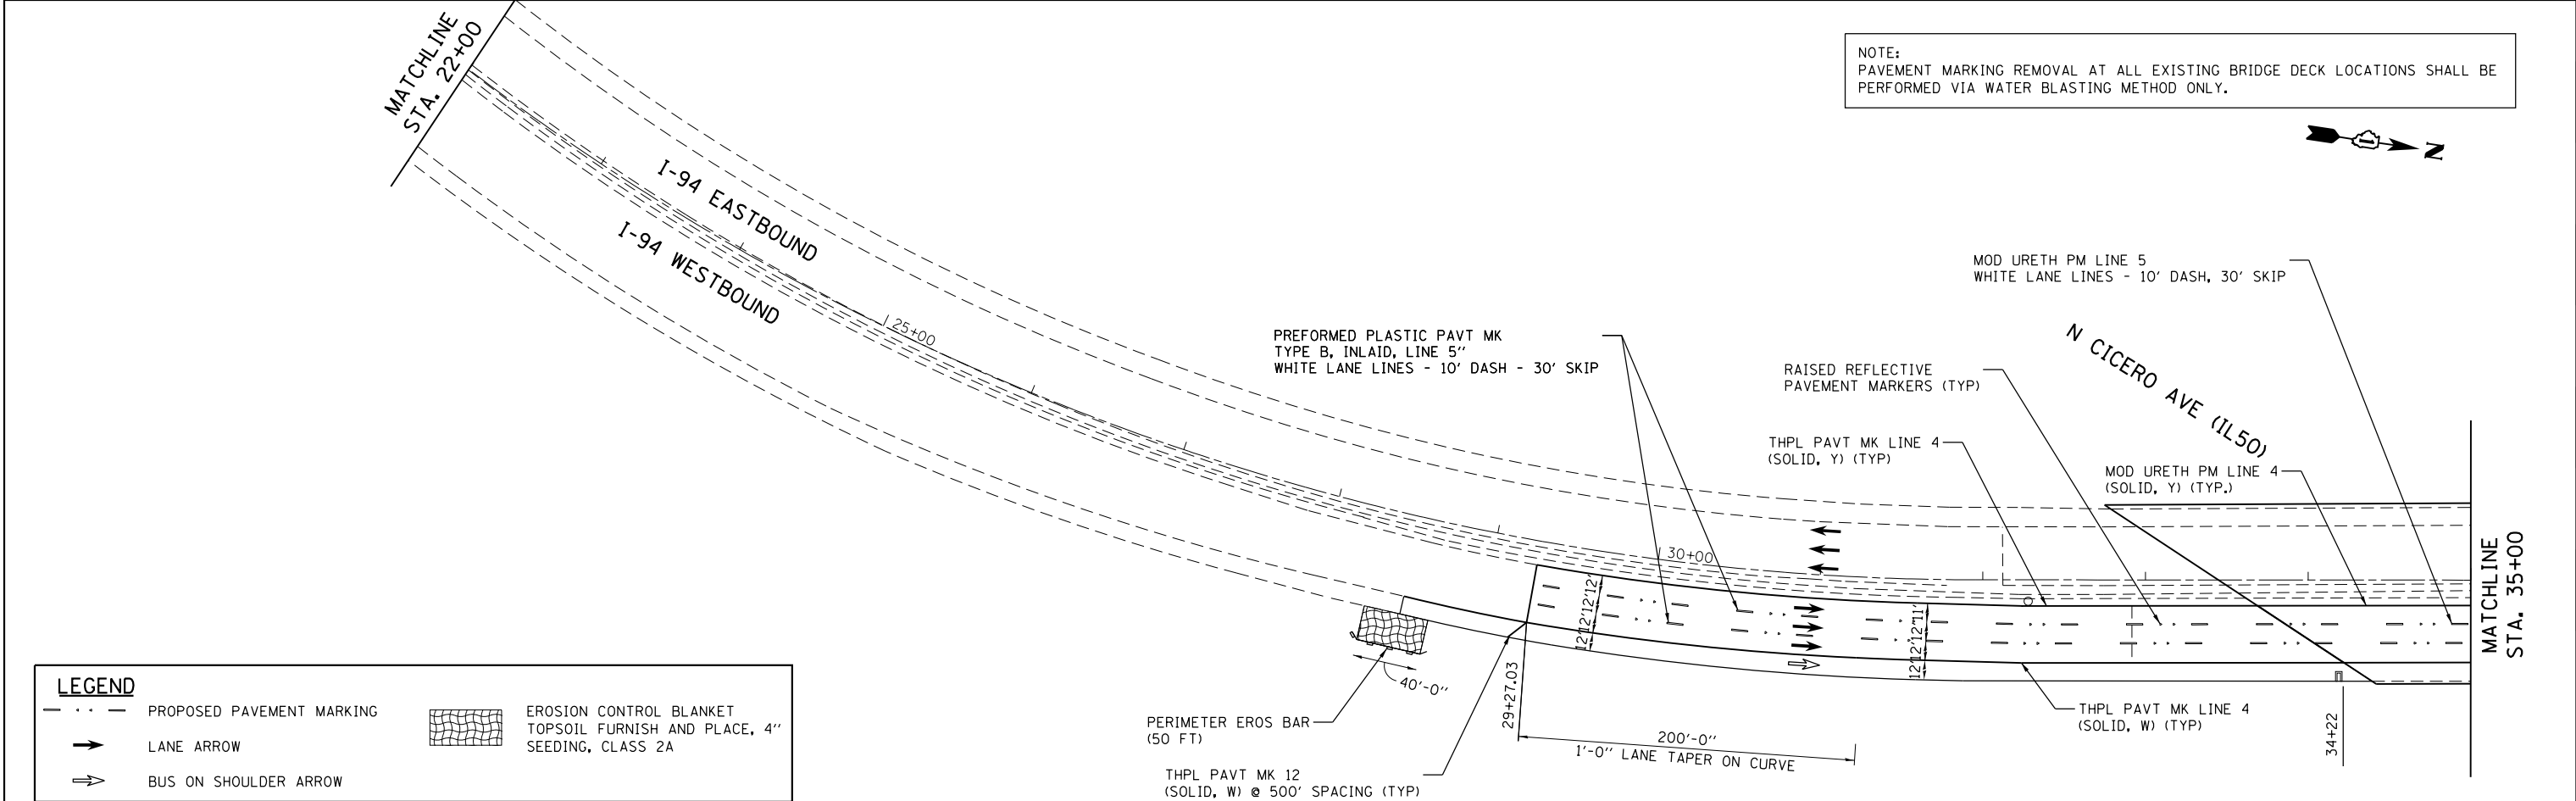 MATCHLINE
STA. 22+00
NOTE:
PAVEMENT MARKING REMOVAL AT ALL EXISTING BRIDGE DECK LOCATIONS SHALL BE
PERFORMED VIA WATER BLASTING METHOD ONLY.
N
I-94 EASTBOUND
I-94 WESTBOUND
25+00
MOD URETH PM LINE 5
WHITE LANE LINES - 10' DASH, 30' SKIP
PREFORMED PLASTIC PAVT MK
TYPE B, INLAID, LINE 5"
WHITE LANE LINES - 10' DASH - 30' SKIP
N CICERO AVE (IL50)
RAISED REFLECTIVE
PAVEMENT MARKERS (TYP)
THPL PAVT MK LINE 4
(SOLID, Y) (TYP)
MOD URETH PM LINE 4
(SOLID, Y) (TYP.)
30+00
12' 12' 12' 12'
12' 12' 12' 11'
MATCHLINE
STA. 35+00
40'-0"
PERIMETER EROS BAR
(50 FT)
29+27.03
200'-0"
1'-0" LANE TAPER ON CURVE
THPL PAVT MK 12
(SOLID, W) @ 500' SPACING (TYP)
THPL PAVT MK LINE 4
(SOLID, W) (TYP)
34+22
LEGEND
PROPOSED PAVEMENT MARKING
LANE ARROW
BUS ON SHOULDER ARROW
EROSION CONTROL BLANKET
TOPSOIL FURNISH AND PLACE, 4"
SEEDING, CLASS 2A